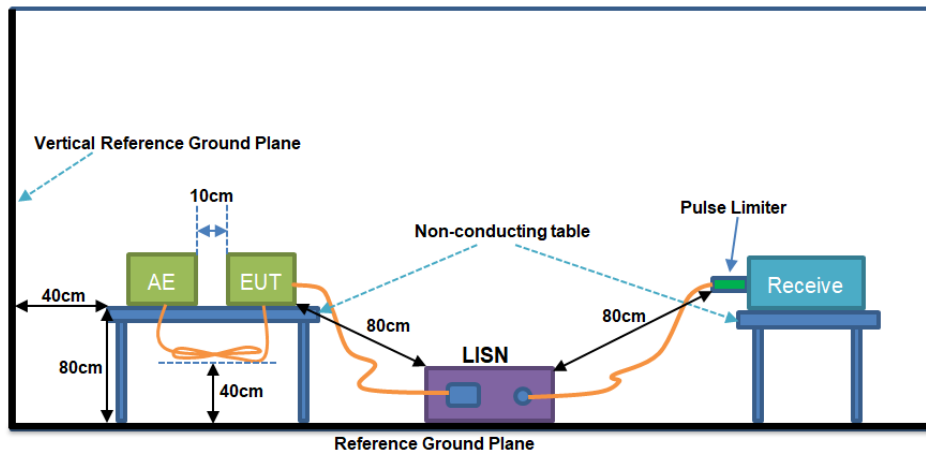 Vertical Reference Ground Plane
10cm
Pulse Limiter
Non-conducting table
AE
EUT
Receive
40cm
80cm
80cm
LISN
80cm
40cm
Reference Ground Plane